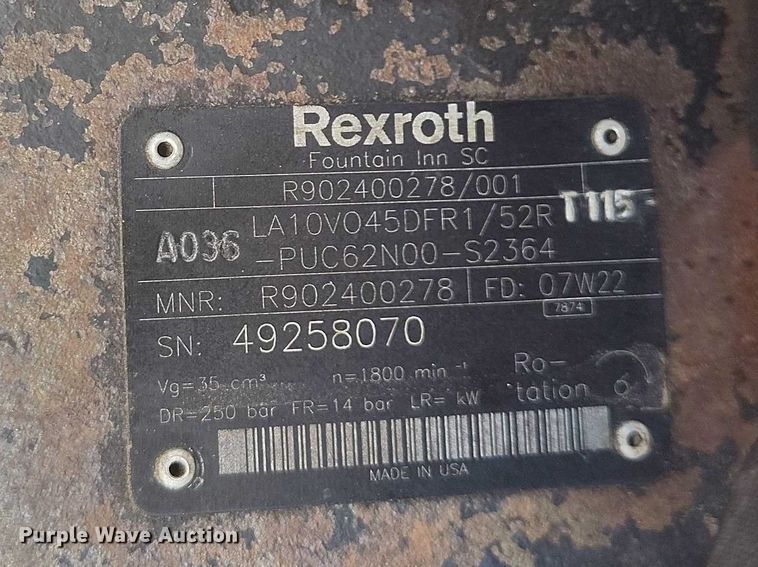 Rexroth
Fountain Inn SC
R902400278/001
LA10VO45DFR1/52R T115-
A036 -PUC62N00-S2364
MNR: R902400278 FD: 07W22
7874
SN: 49258070
Vg=35 cm³ n=1800 min⁻¹ Ro-
tation
DR=250 bar FR=14 bar LR= kW
MADE IN USA
Purple Wave Auction